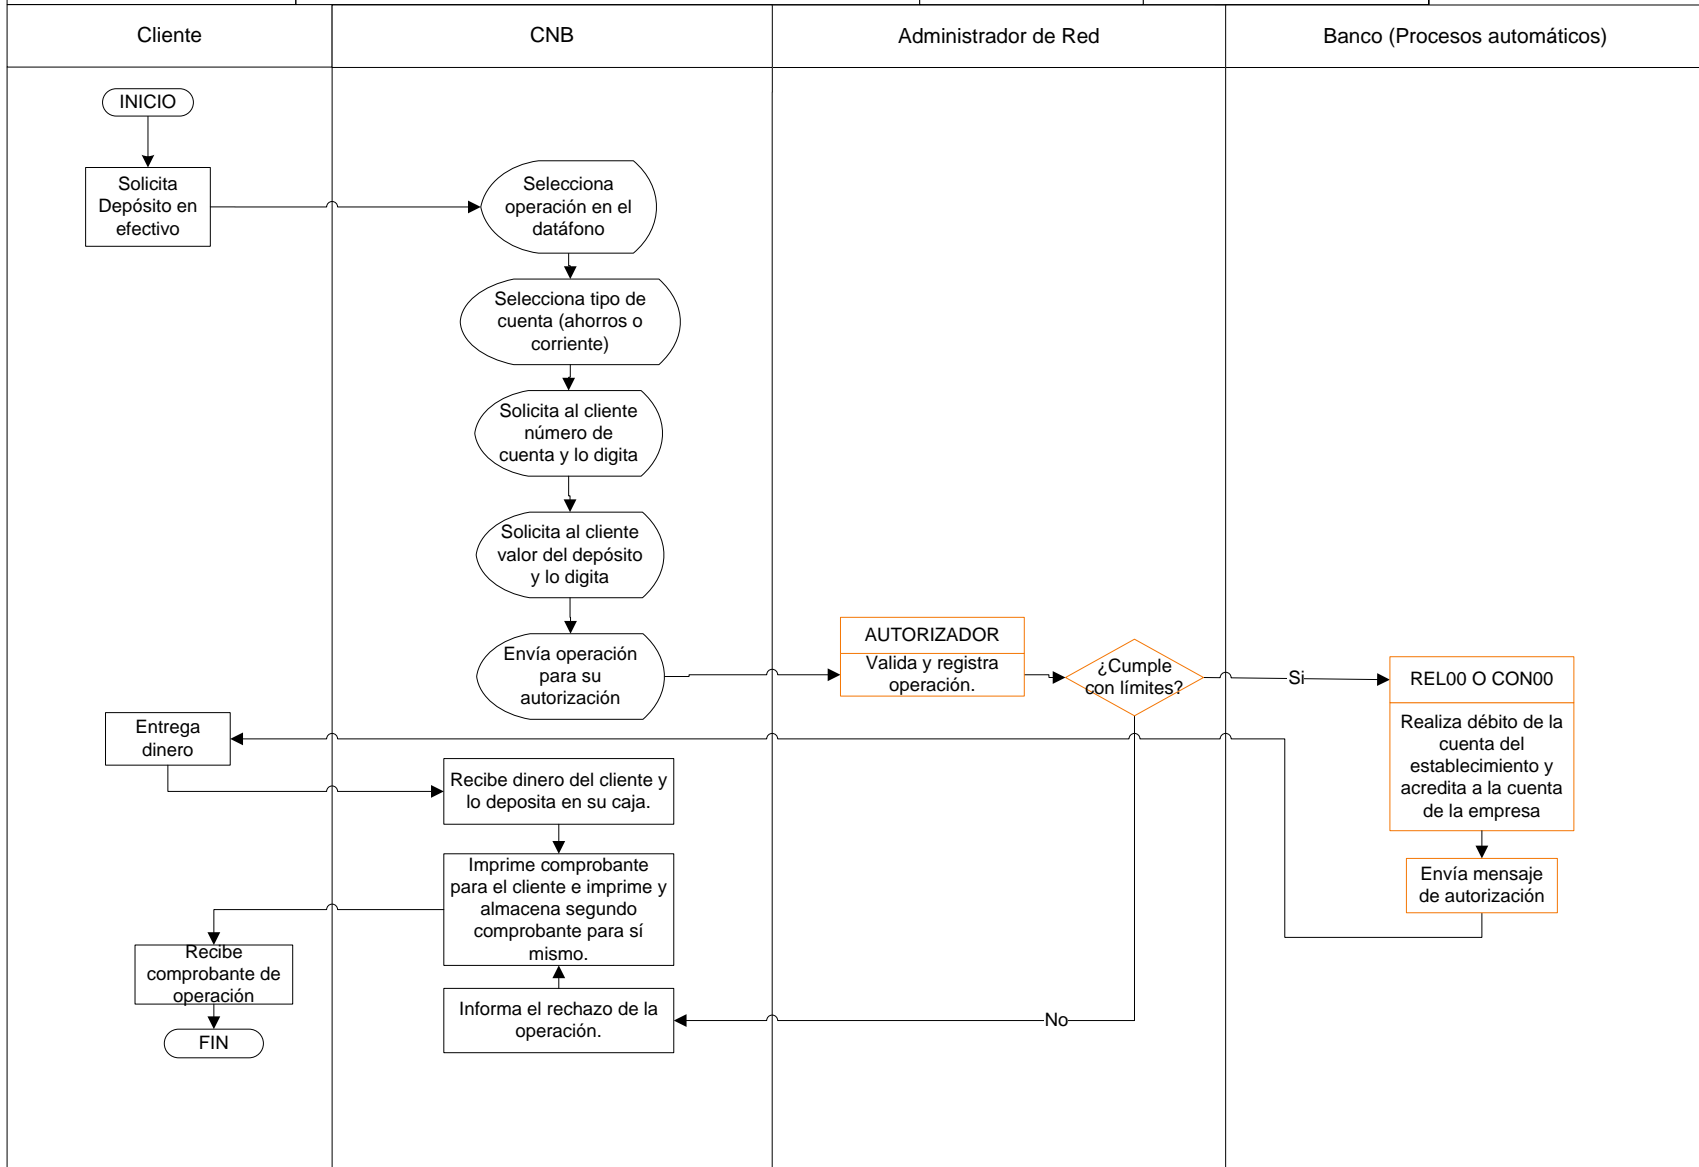 Cliente
CNB
Administrador de Red
Banco (Procesos automáticos)
INICIO
Solicita
Depósito en
efectivo
Selecciona
operación en el
datáfono
Selecciona tipo de
cuenta (ahorros o
corriente)
Solicita al cliente
número de
cuenta y lo digita
Solicita al cliente
valor del depósito
y lo digita
Envía operación
para su
autorización
AUTORIZADOR
Valida y registra
operación.
¿Cumple
con límites?
Si
REL00 O CON00
Realiza débito de la
cuenta del
establecimiento y
acredita a la cuenta
de la empresa
Envía mensaje
de autorización
Entrega
dinero
Recibe dinero del cliente y
lo deposita en su caja.
Imprime comprobante
para el cliente e imprime y
almacena segundo
comprobante para sí
mismo.
Recibe
comprobante de
operación
Informa el rechazo de la
operación.
No
FIN